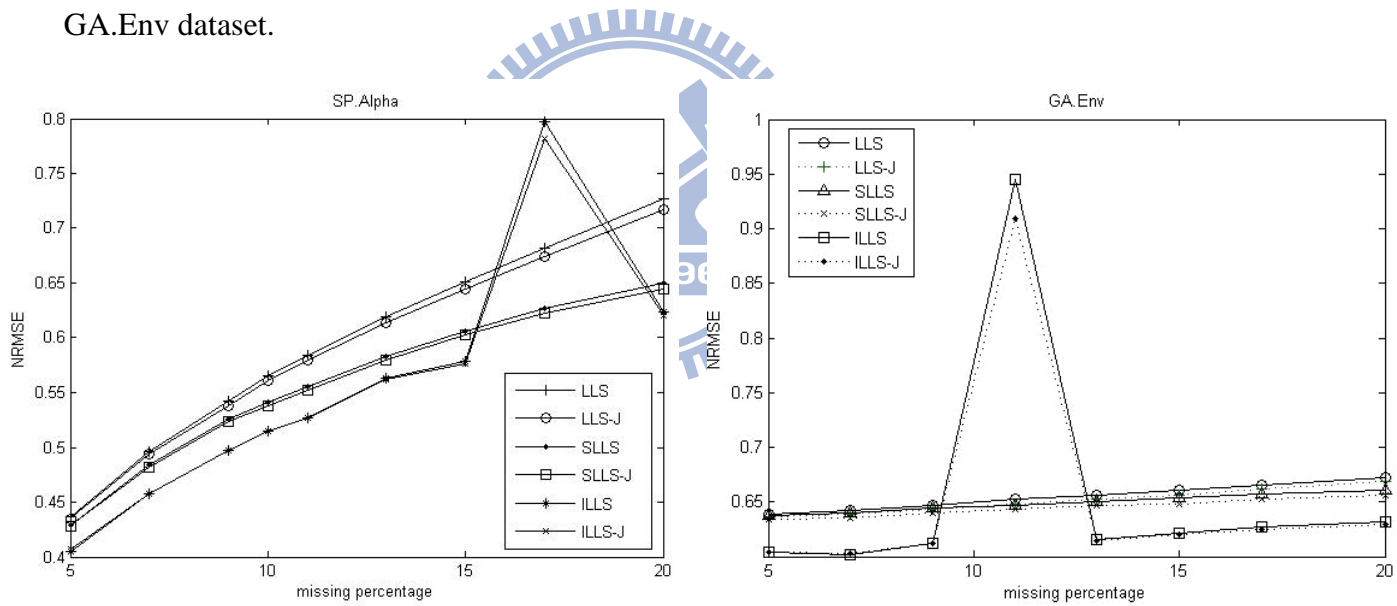 GA.Env dataset.
SP.Alpha
0.8
0.75
0.7
0.65
0.6
0.55
0.5
0.45
0.4
NRMSE
5
10
15
20
missing percentage
LLS
LLS-J
SLLS
SLLS-J
ILLS
ILLS-J
GA.Env
1
0.95
0.9
0.85
0.8
0.75
0.7
0.65
NRMSE
5
10
15
20
missing percentage
LLS
LLS-J
SLLS
SLLS-J
ILLS
ILLS-J